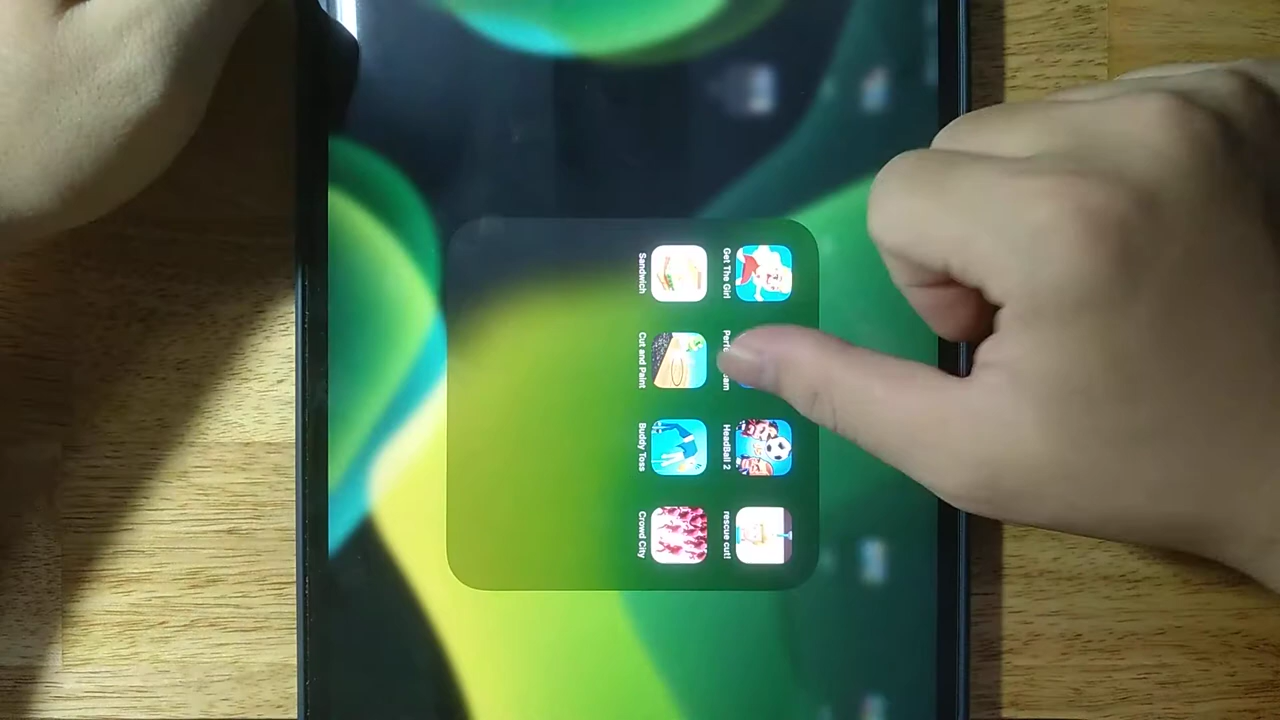 Get The Girl
HeadBall 2
rescue cut!
Sandwich
Cut and Paint
Buddy Toss
Crowd City